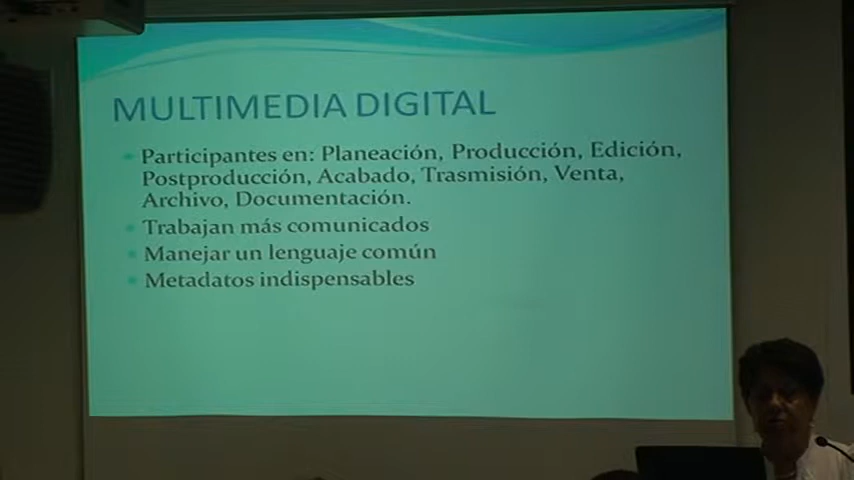 MULTIMEDIA DIGITAL
Participantes en: Planeación, Producción, Edición,
Postproducción, Acabado, Trasmisión, Venta,
Archivo, Documentación.
Trabajan más comunicados
Manejar un lenguaje común
Metadatos indispensables